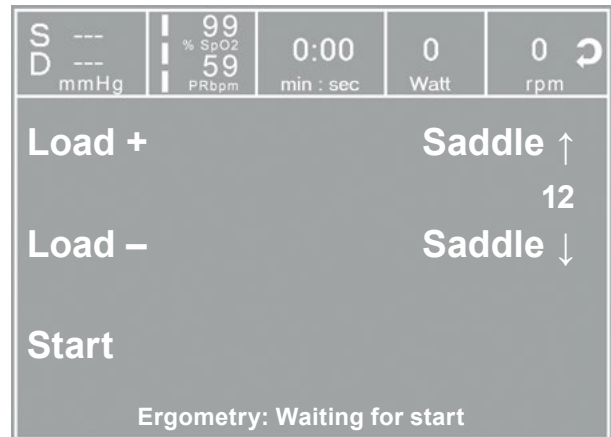 S ---
D ---
mmHg
99
% SpO2
59
PRbpm
0:00
min : sec
0
Watt
0
rpm
Load +
Saddle ↑
12
Load –
Saddle ↓
Start
Ergometry: Waiting for start